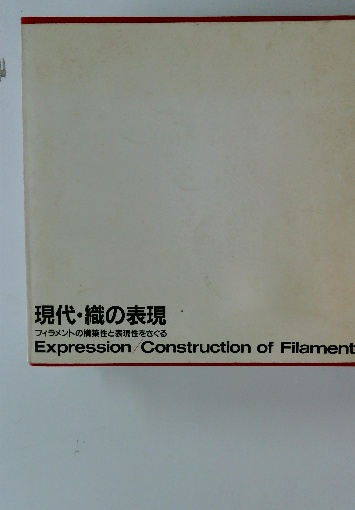 現代・織の表現
フィラメントの構築性と表現性をさぐる
Expression/Construction of Filament